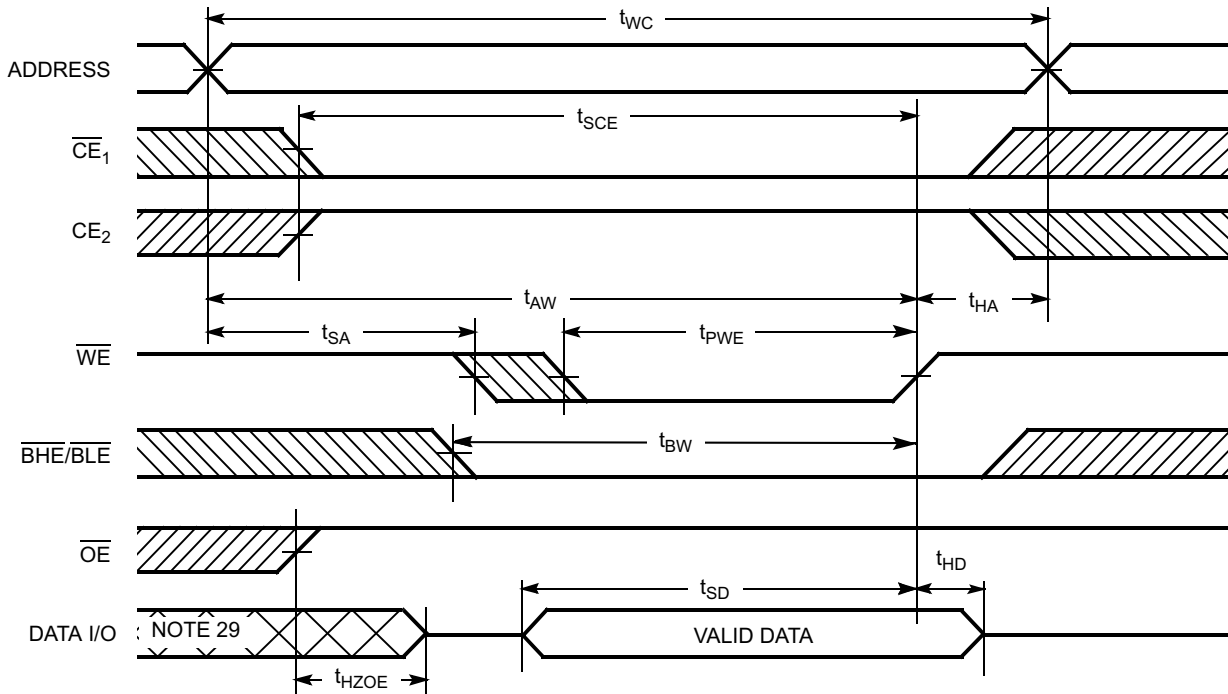 tWC
ADDRESS
tSCE
CE1
CE2
tAW
tHA
tSA
tPWE
WE
tBW
BHE/BLE
OE
tHD
tSD
DATA I/O
NOTE 29
VALID DATA
tHZOE